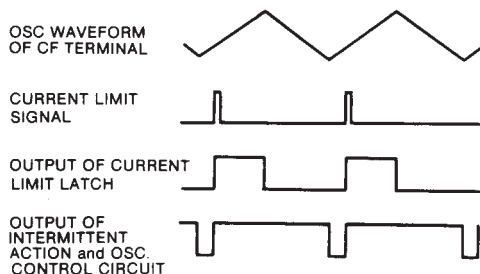 OSC WAVEFORM
OF CF TERMINAL
CURRENT LIMIT
SIGNAL
OUTPUT OF CURRENT
LIMIT LATCH
OUTPUT OF
INTERMITTENT
ACTION and OSC.
CONTROL CIRCUIT